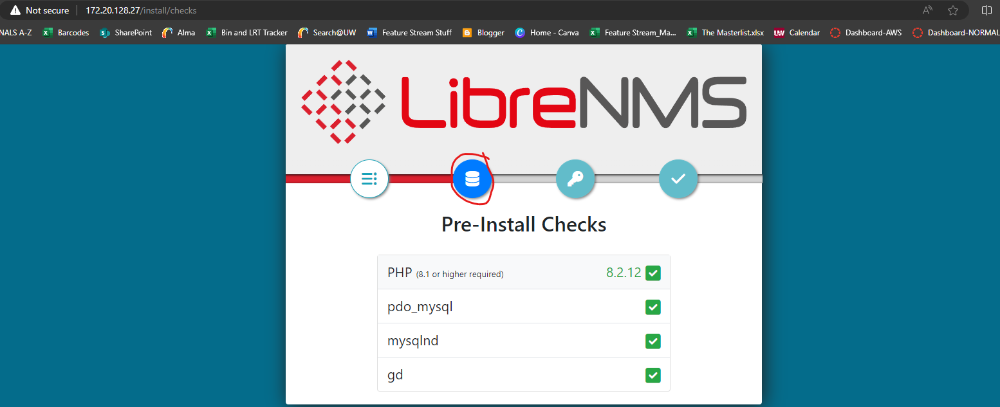 Not secure 172.20.128.27/install/checks
NALS A-Z Barcodes SharePoint Alma Bin and LRT Tracker Search@UW Feature Stream Stuff Blogger Home - Canva Feature Stream_Ma... The Masterlist.xlsx Calendar Dashboard-AWS Dashboard-NORMAL
LibreNMS
Pre-Install Checks
PHP (8.1 or higher required) 8.2.12
pdo_mysql
mysqlnd
gd